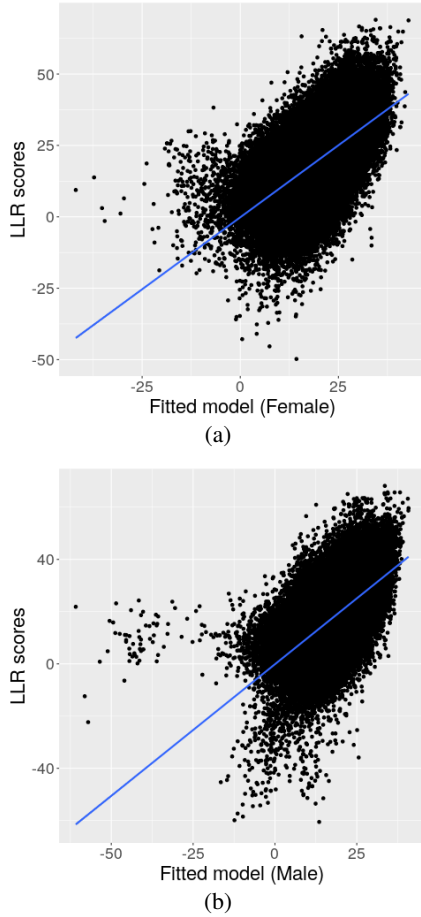 50
25
0
-25
-50
LLR scores
-25 0 25
Fitted model (Female)
(a)
40
0
-40
LLR scores
-50 -25 0 25
Fitted model (Male)
(b)